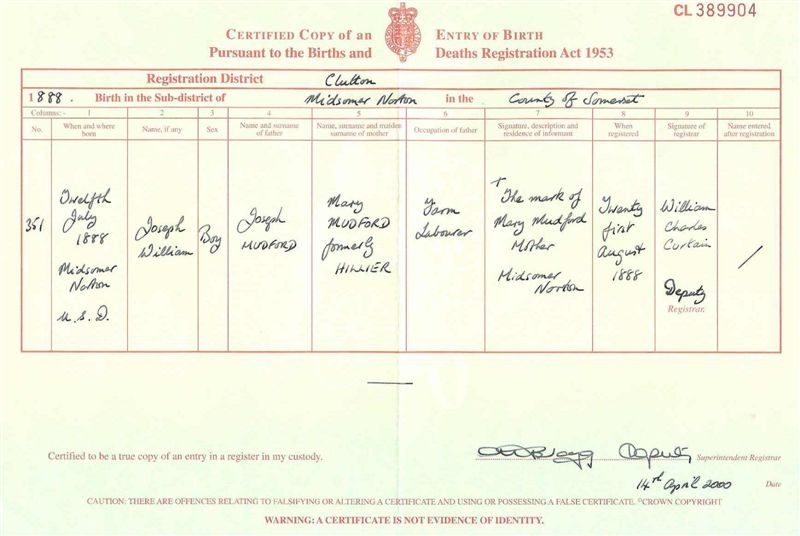 CL 389904
CERTIFIED COPY OF AN ENTRY OF BIRTH
PURSUANT TO THE BIRTHS AND DEATHS REGISTRATION ACT 1953
Registration District Clutton
1888. Birth in the Sub-district of Midsomer Norton in the County of Somerset
Columns:- 1 2 3 4 5 6 7 8 9 10
No.
When and where
born
Name, if any
Sex
Name and surname
of father
Name, surname and maiden
surname of mother
Occupation of father
Signature, description and
residence of informant
When
registered
Signature of
registrar
Name entered
after registration
351
Twelfth
July
1888
Midsomer
Norton
U.S.D.
Joseph
William
Boy
Joseph
MUDFORD
Mary
MUDFORD
formerly
HILLIER
Farm
Labourer
+
The mark of
Mary Mudford
Mother
Midsomer
Norton
Twenty
first
August
1888
William
Charles
Curtain
Deputy
Registrar.
Certified to be a true copy of an entry in a register in my custody.
Deputy Superintendent Registrar
14th April 2000 Date
CAUTION: THERE ARE OFFENCES RELATING TO FALSIFYING OR ALTERING A CERTIFICATE AND USING OR POSSESSING A FALSE CERTIFICATE. ©CROWN COPYRIGHT
WARNING: A CERTIFICATE IS NOT EVIDENCE OF IDENTITY.